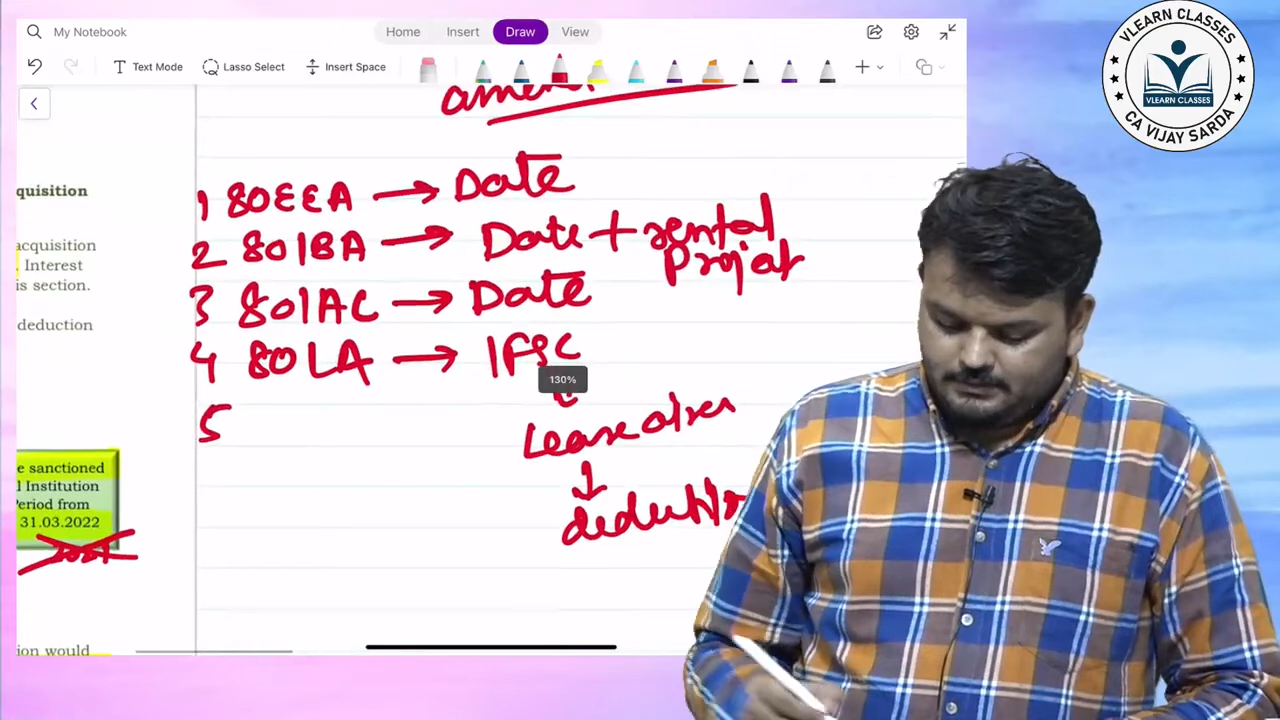 My Notebook
Home Insert Draw View
Text Mode Lasso Select Insert Space
VLEARN CLASSES
VLEARN CLASSES
CA VIJAY SARDA
quisition
acquisition
. Interest
is section.
deduction
1 80EEA → Date
2 80IBA → Date + rental
Project
3 80IAC → Date
4 80LA → IFSC
130%
5
Lease
↓
e sanctioned
l Institution
Period from
31.03.2022
ion would